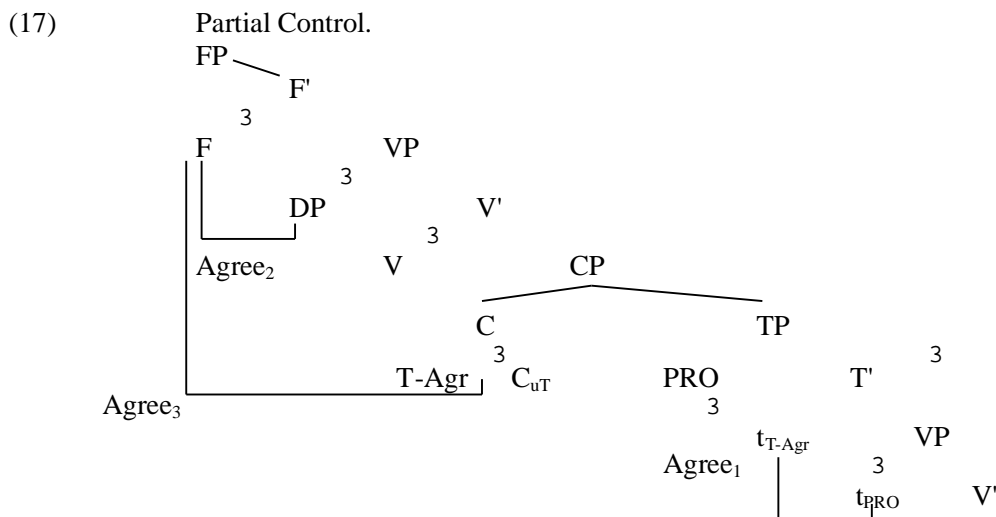 (17) Partial Control.
FP
F'
3
F VP
3
DP V'
3
Agree2 V CP
C TP
3 3
T-Agr CuT PRO T'
Agree3 3
tT-Agr VP
Agree1 3
tPRO V'